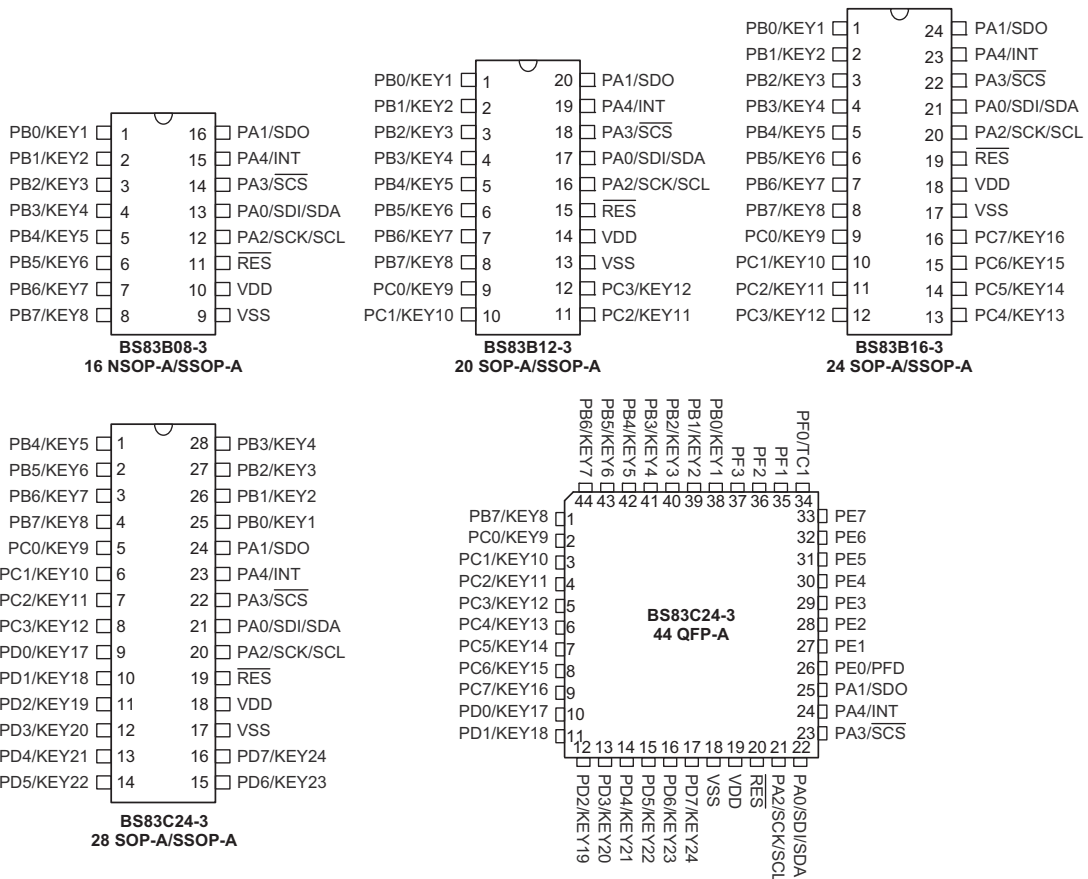 PB0/KEY1 1 16 PA1/SDO
PB1/KEY2 2 15 PA4/INT
PB2/KEY3 3 14 PA3/SCS
PB3/KEY4 4 13 PA0/SDI/SDA
PB4/KEY5 5 12 PA2/SCK/SCL
PB5/KEY6 6 11 RES
PB6/KEY7 7 10 VDD
PB7/KEY8 8 9 VSS
BS83B08-3
16 NSOP-A/SSOP-A
PB0/KEY1 1 20 PA1/SDO
PB1/KEY2 2 19 PA4/INT
PB2/KEY3 3 18 PA3/SCS
PB3/KEY4 4 17 PA0/SDI/SDA
PB4/KEY5 5 16 PA2/SCK/SCL
PB5/KEY6 6 15 RES
PB6/KEY7 7 14 VDD
PB7/KEY8 8 13 VSS
PC0/KEY9 9 12 PC3/KEY12
PC1/KEY10 10 11 PC2/KEY11
BS83B12-3
20 SOP-A/SSOP-A
PB0/KEY1 1 24 PA1/SDO
PB1/KEY2 2 23 PA4/INT
PB2/KEY3 3 22 PA3/SCS
PB3/KEY4 4 21 PA0/SDI/SDA
PB4/KEY5 5 20 PA2/SCK/SCL
PB5/KEY6 6 19 RES
PB6/KEY7 7 18 VDD
PB7/KEY8 8 17 VSS
PC0/KEY9 9 16 PC7/KEY16
PC1/KEY10 10 15 PC6/KEY15
PC2/KEY11 11 14 PC5/KEY14
PC3/KEY12 12 13 PC4/KEY13
BS83B16-3
24 SOP-A/SSOP-A
PB4/KEY5 1 28 PB3/KEY4
PB5/KEY6 2 27 PB2/KEY3
PB6/KEY7 3 26 PB1/KEY2
PB7/KEY8 4 25 PB0/KEY1
PC0/KEY9 5 24 PA1/SDO
PC1/KEY10 6 23 PA4/INT
PC2/KEY11 7 22 PA3/SCS
PC3/KEY12 8 21 PA0/SDI/SDA
PD0/KEY17 9 20 PA2/SCK/SCL
PD1/KEY18 10 19 RES
PD2/KEY19 11 18 VDD
PD3/KEY20 12 17 VSS
PD4/KEY21 13 16 PD7/KEY24
PD5/KEY22 14 15 PD6/KEY23
BS83C24-3
28 SOP-A/SSOP-A
PB6/KEY7 44
PB5/KEY6 43
PB4/KEY5 42
PB3/KEY4 41
PB2/KEY3 40
PB1/KEY2 39
PB0/KEY1 38
PF3 37
PF2 36
PF1 35
PF0/TC1 34
PB7/KEY8 1
PC0/KEY9 2
PC1/KEY10 3
PC2/KEY11 4
PC3/KEY12 5
PC4/KEY13 6
PC5/KEY14 7
PC6/KEY15 8
PC7/KEY16 9
PD0/KEY17 10
PD1/KEY18 11
BS83C24-3
44 QFP-A
33 PE7
32 PE6
31 PE5
30 PE4
29 PE3
28 PE2
27 PE1
26 PE0/PFD
25 PA1/SDO
24 PA4/INT
23 PA3/SCS
12 PD2/KEY19
13 PD3/KEY20
14 PD4/KEY21
15 PD5/KEY22
16 PD6/KEY23
17 PD7/KEY24
18 VSS
19 VDD
20 RES
21 PA2/SCK/SCL
22 PA0/SDI/SDA